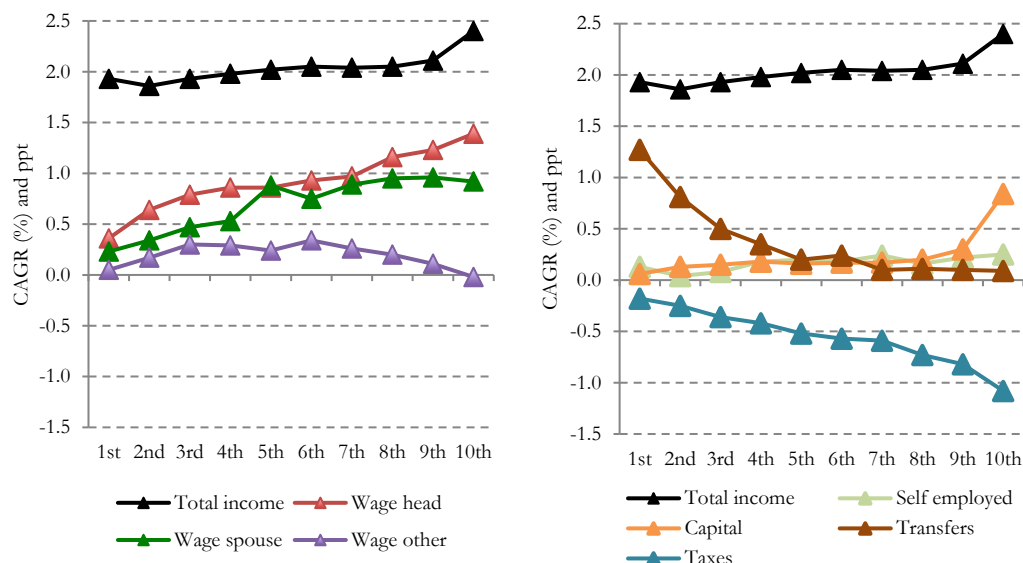 2.5
2.0
1.5
1.0
0.5
0.0
-0.5
-1.0
-1.5
CAGR (%) and ppt
1st 2nd 3rd 4th 5th 6th 7th 8th 9th 10th
Total income Wage head
Wage spouse Wage other
2.5
2.0
1.5
1.0
0.5
0.0
-0.5
-1.0
-1.5
CAGR (%) and ppt
1st 2nd 3rd 4th 5th 6th 7th 8th 9th 10th
Total income Self employed
Capital Transfers
Taxes